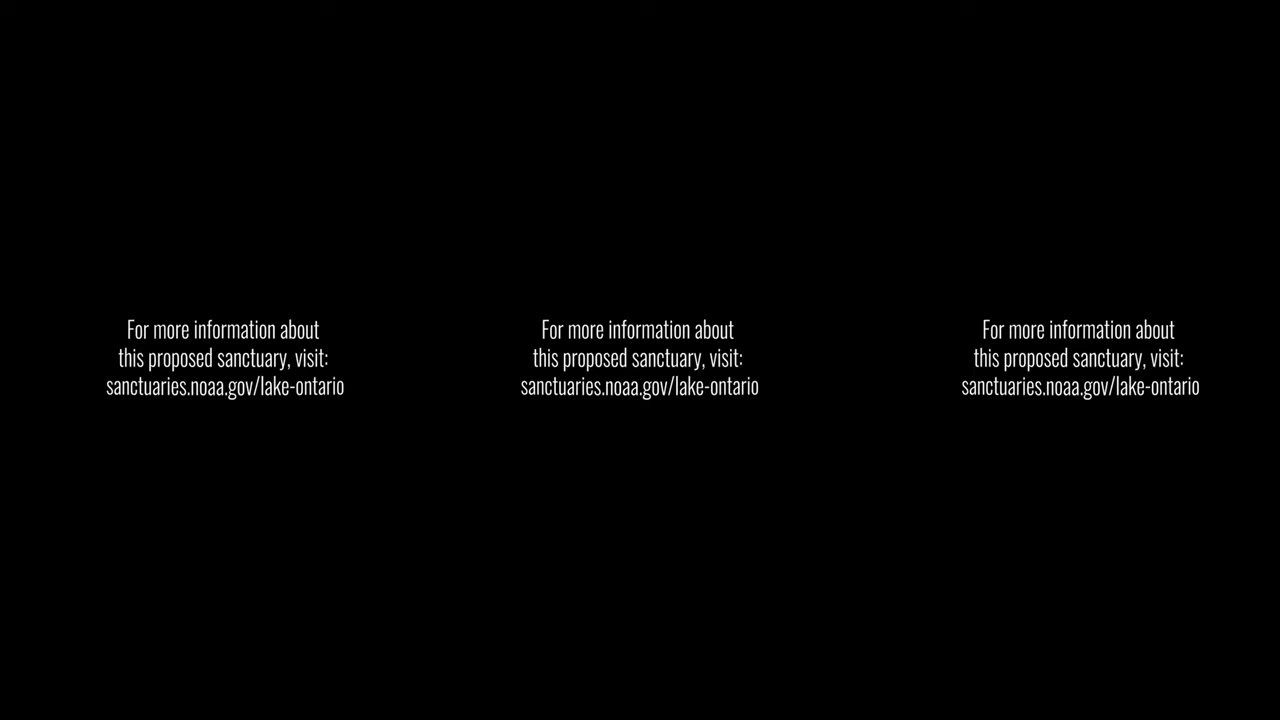 For more information about
this proposed sanctuary, visit:
sanctuaries.noaa.gov/lake-ontario
For more information about
this proposed sanctuary, visit:
sanctuaries.noaa.gov/lake-ontario
For more information about
this proposed sanctuary, visit:
sanctuaries.noaa.gov/lake-ontario